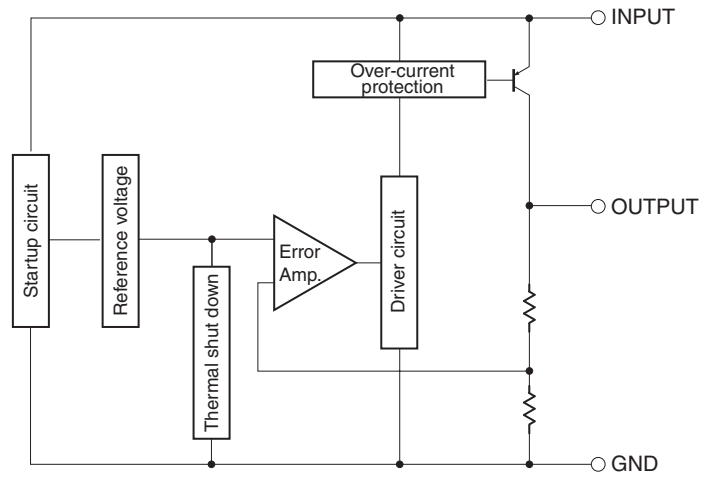 INPUT
Over-current
protection
Startup circuit
Reference voltage
Thermal shut down
Error
Amp.
Driver circuit
OUTPUT
GND